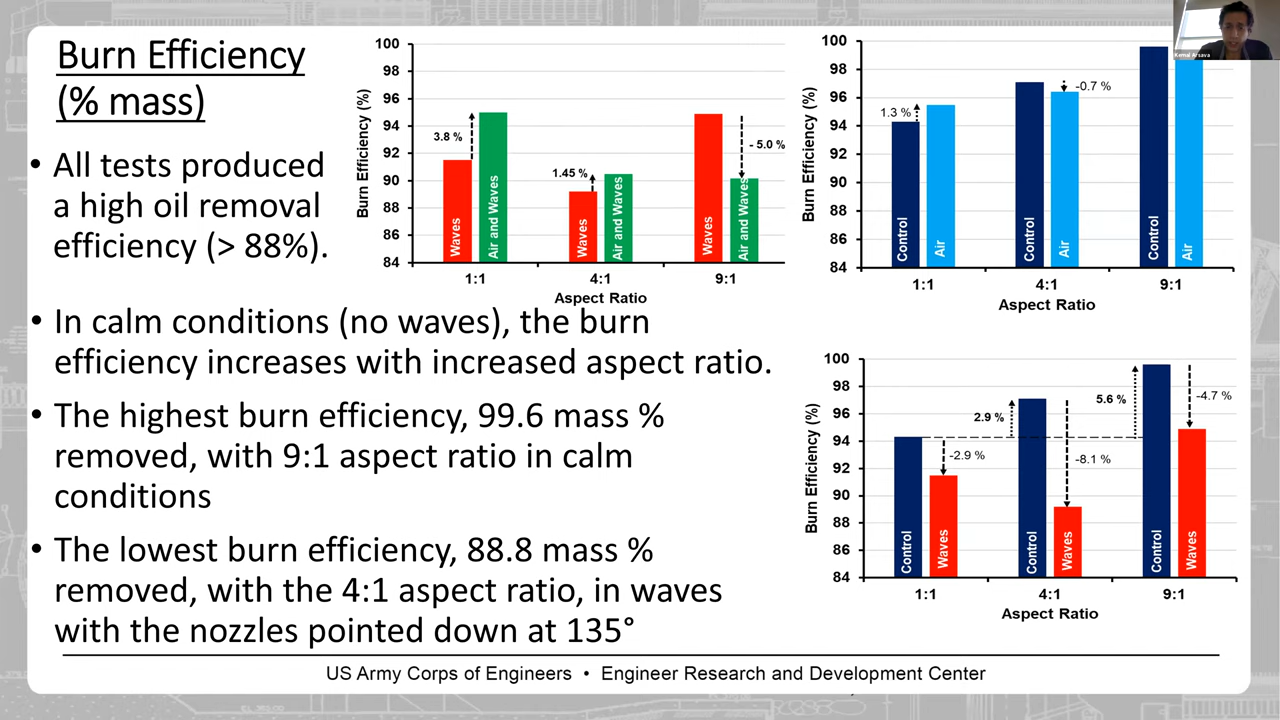 Burn Efficiency
(% mass)
• All tests produced
a high oil removal
efficiency (> 88%).
• In calm conditions (no waves), the burn
efficiency increases with increased aspect ratio.
• The highest burn efficiency, 99.6 mass %
removed, with 9:1 aspect ratio in calm
conditions
• The lowest burn efficiency, 88.8 mass %
removed, with the 4:1 aspect ratio, in waves
with the nozzles pointed down at 135°
Burn Efficiency (%)
100
98
96
94
92
90
88
86
84
3.8 %
1.45 %
- 5.0 %
Waves
Air and Waves
Waves
Air and Waves
Waves
Air and Waves
1:1
4:1
9:1
Aspect Ratio
Burn Efficiency (%)
100
98
96
94
92
90
88
86
84
1.3 %
-0.7 %
Control
Air
Control
Air
Control
Air
1:1
4:1
9:1
Aspect Ratio
Burn Efficiency (%)
100
98
96
94
92
90
88
86
84
2.9 %
5.6 %
-2.9 %
-8.1 %
-4.7 %
Control
Waves
Control
Waves
Control
Waves
1:1
4:1
9:1
Aspect Ratio
US Army Corps of Engineers • Engineer Research and Development Center
Kemal Arsava